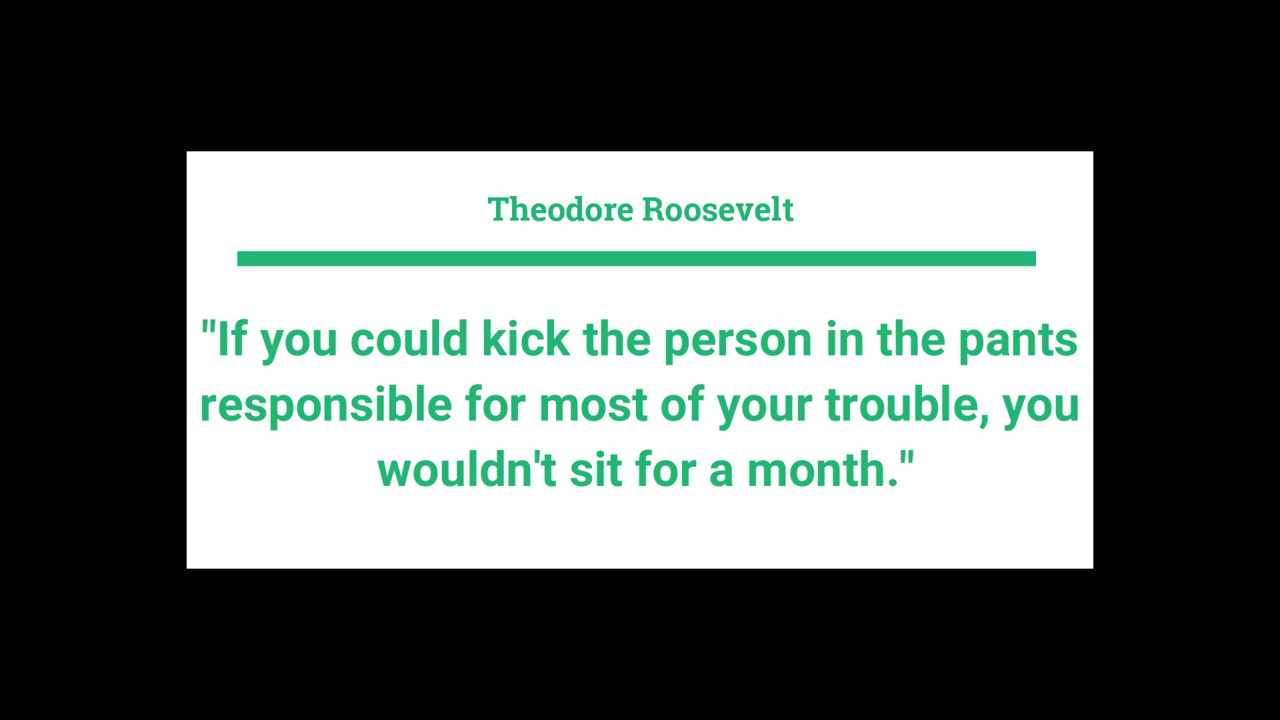 Theodore Roosevelt
"If you could kick the person in the pants
responsible for most of your trouble, you
wouldn't sit for a month."